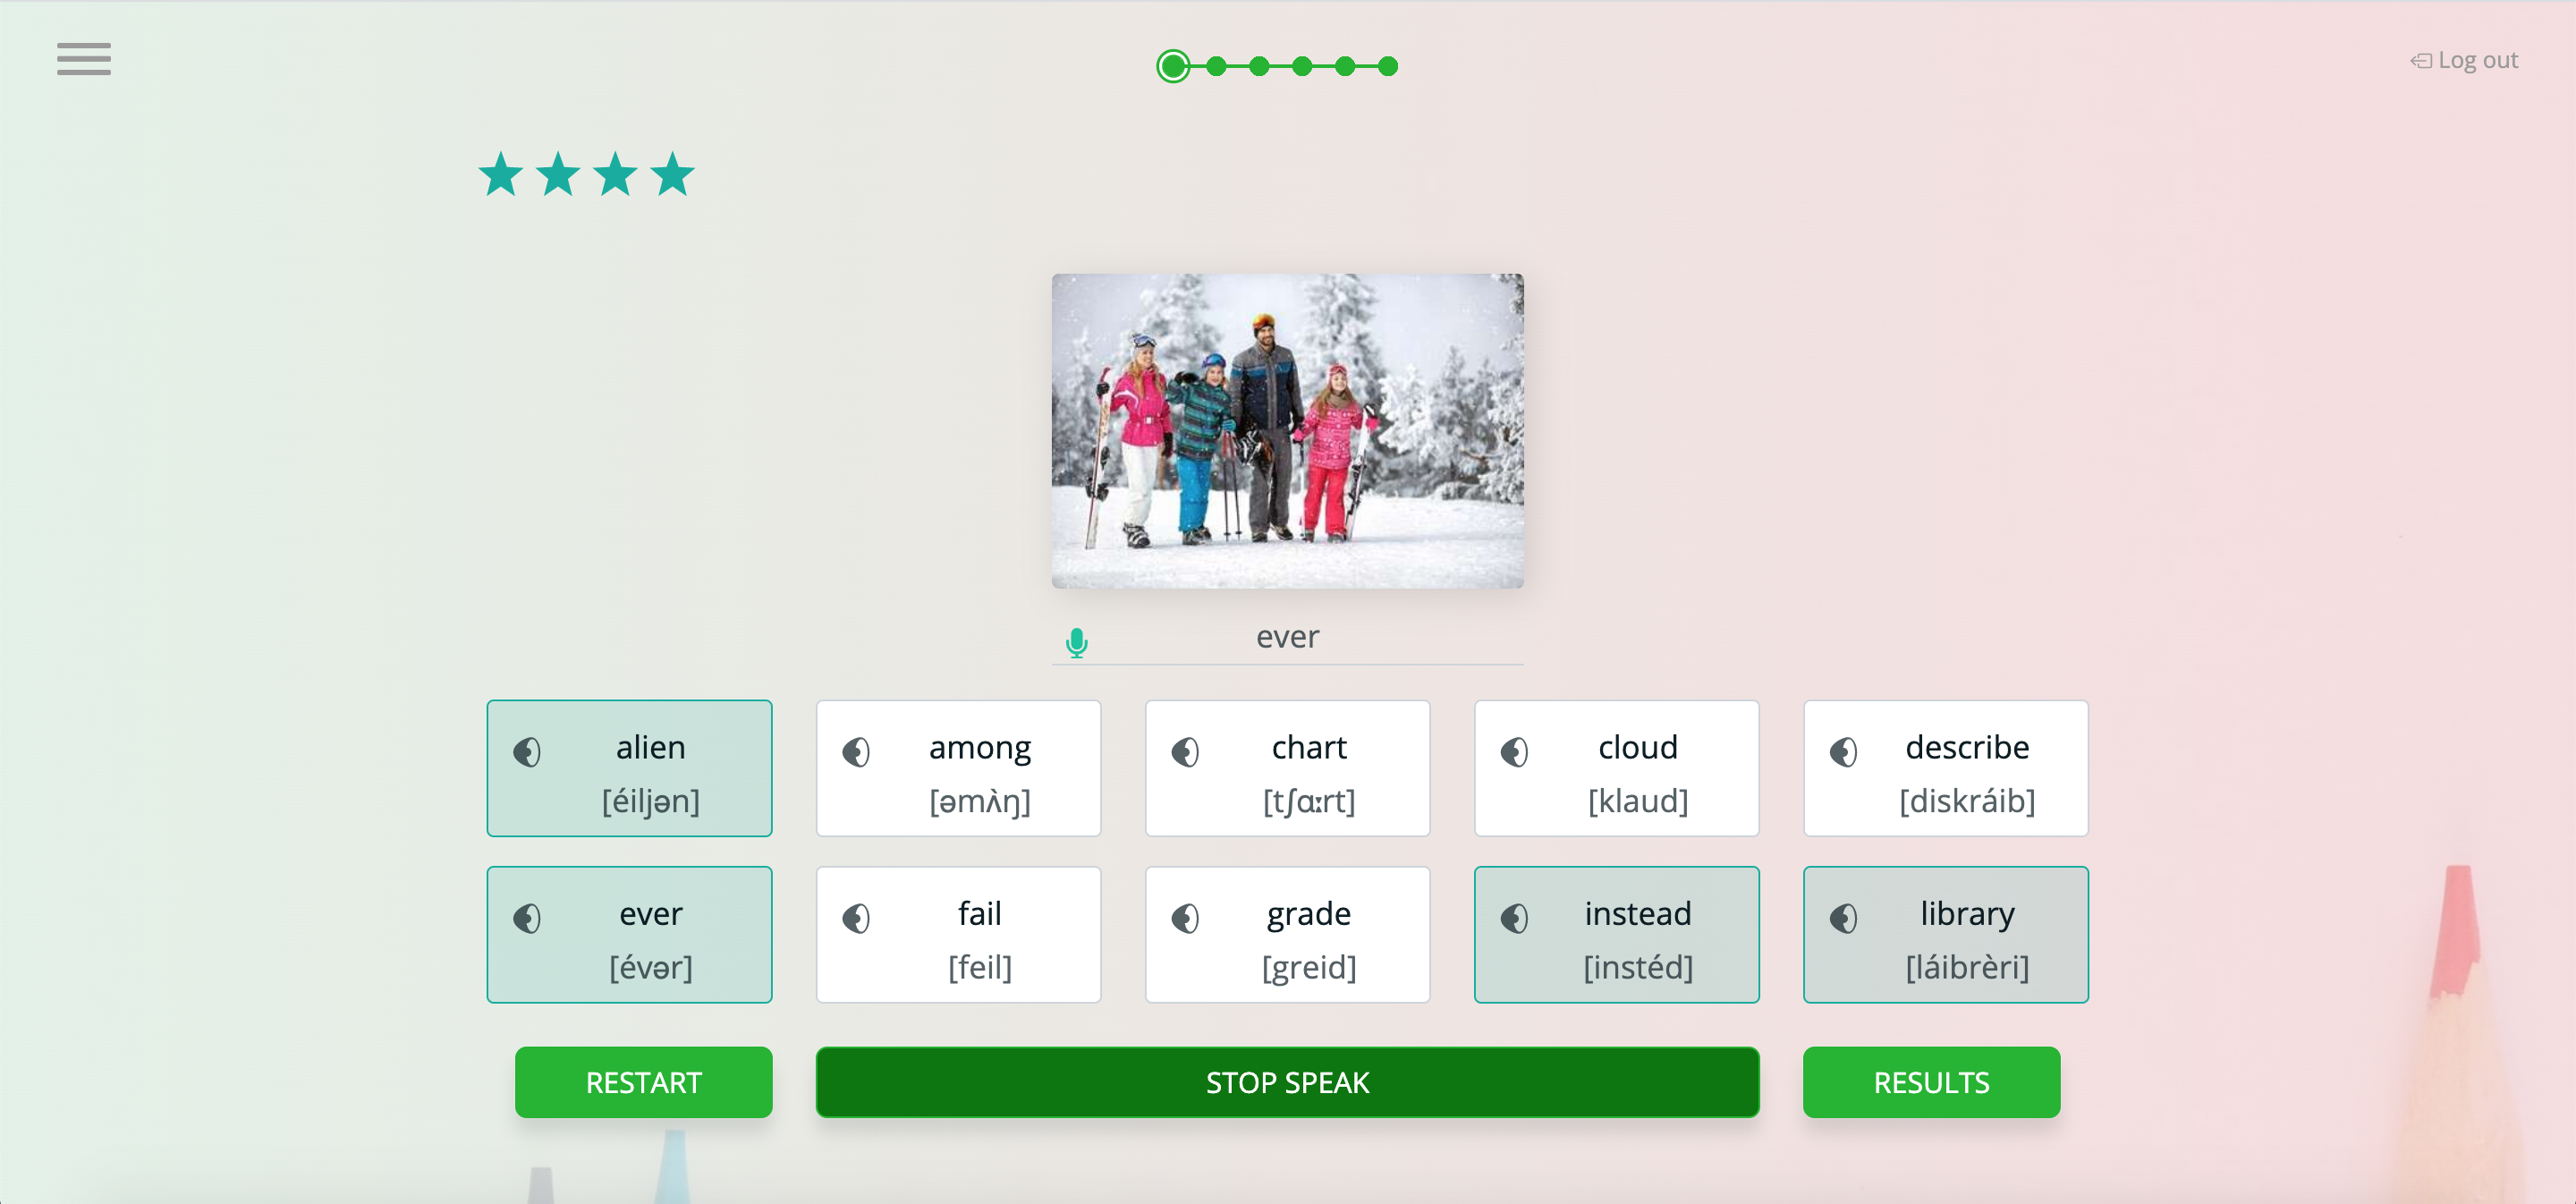 Log out
ever
alien
[éiljən]
among
[əmʌ̀ŋ]
chart
[tʃɑːrt]
cloud
[klaud]
describe
[diskráib]
ever
[évər]
fail
[feil]
grade
[greid]
instead
[instéd]
library
[láibrèri]
RESTART
STOP SPEAK
RESULTS